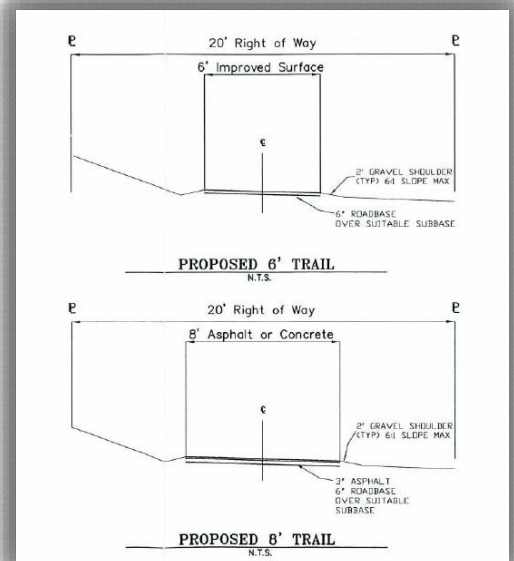 P P
20' Right of Way
6' Improved Surface
C
2' GRAVEL SHOULDER
(TYP) 6:1 SLOPE MAX
6" ROADBASE
OVER SUITABLE SUBBASE
PROPOSED 6' TRAIL
N.T.S.
P P
20' Right of Way
8' Asphalt or Concrete
C
2' GRAVEL SHOULDER
(TYP) 6:1 SLOPE MAX
3" ASPHALT
6" ROADBASE
OVER SUITABLE
SUBBASE
PROPOSED 8' TRAIL
N.T.S.